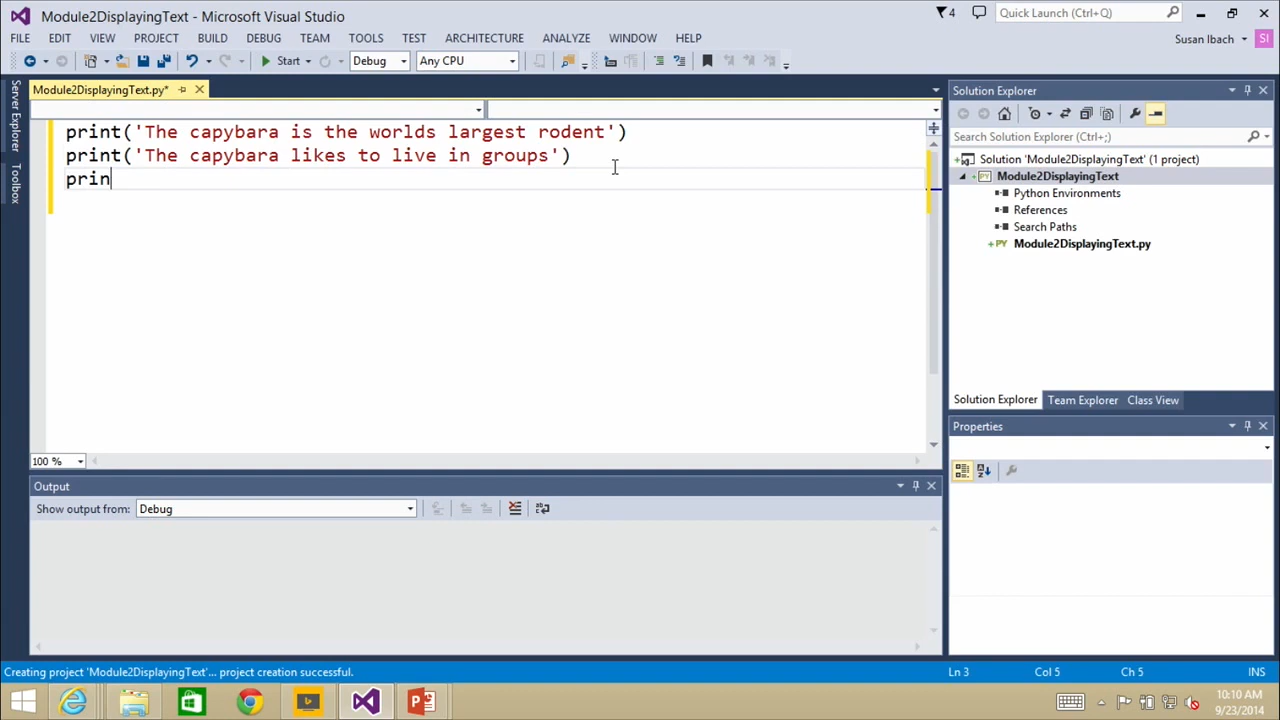 Module2DisplayingText - Microsoft Visual Studio
4
Quick Launch (Ctrl+Q)
FILE EDIT VIEW PROJECT BUILD DEBUG TEAM TOOLS TEST ARCHITECTURE ANALYZE WINDOW HELP
Susan Ibach
SI
Start
Debug
Any CPU
Server Explorer
Toolbox
Module2DisplayingText.py*
print('The capybara is the worlds largest rodent')
print('The capybara likes to live in groups')
prin
100 %
Output
Show output from: Debug
Solution Explorer
Search Solution Explorer (Ctrl+;)
Solution 'Module2DisplayingText' (1 project)
PY Module2DisplayingText
Python Environments
References
Search Paths
PY Module2DisplayingText.py
Solution Explorer Team Explorer Class View
Properties
Creating project 'Module2DisplayingText'... project creation successful.
Ln 3 Col 5 Ch 5 INS
10:10 AM
9/23/2014